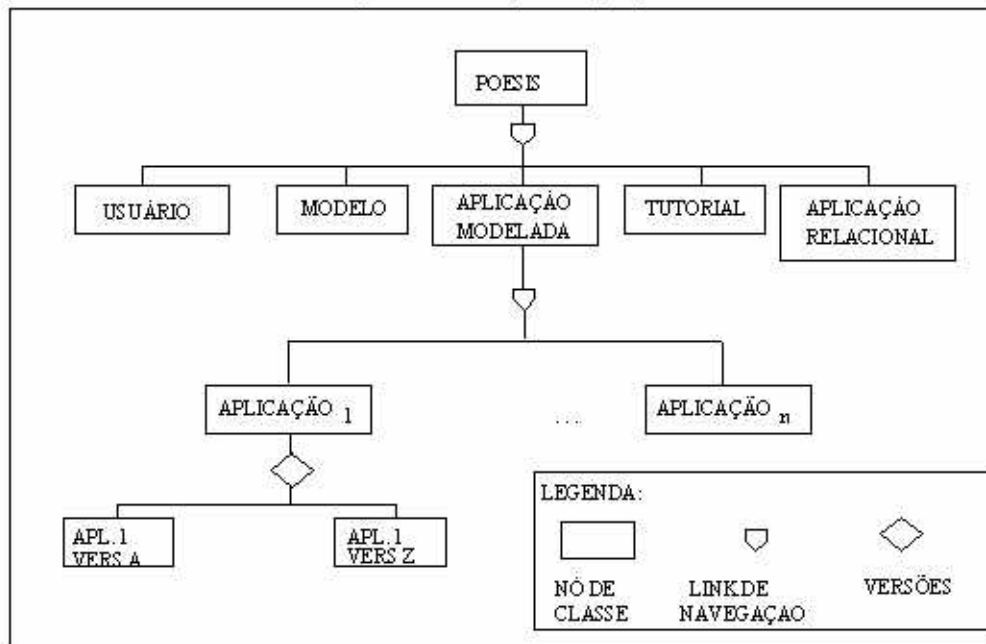 POESIS
USUÁRIO
MODELO
APLICAÇÃO
MODELADA
TUTORIAL
APLICAÇÃO
RELACIONAL
APLICAÇÃO 1
...
APLICAÇÃO n
APL.1
VERS A
APL.1
VERS Z
LEGENDA:
NÓ DE
CLASSE
LINK DE
NAVEGAÇAO
VERSÕES